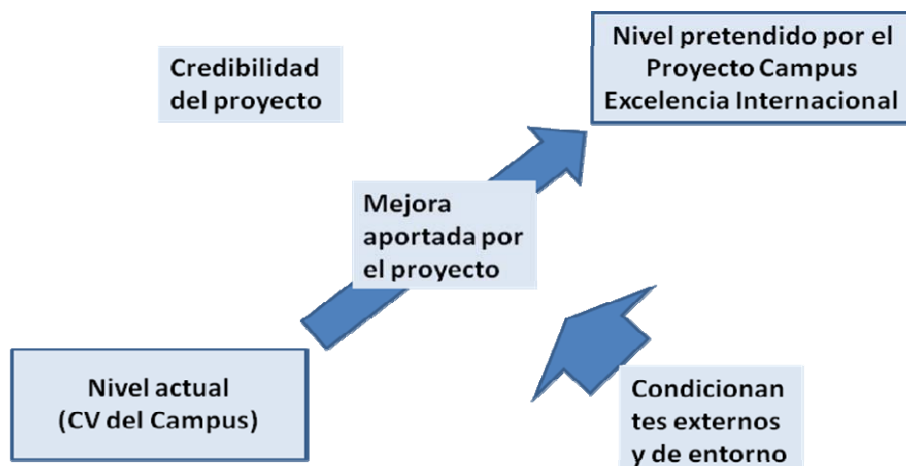 Credibilidad
del proyecto
Nivel pretendido por el
Proyecto Campus
Excelencia Internacional
Mejora
aportada por
el proyecto
Nivel actual
(CV del Campus)
Condicionan
tes externos
y de entorno